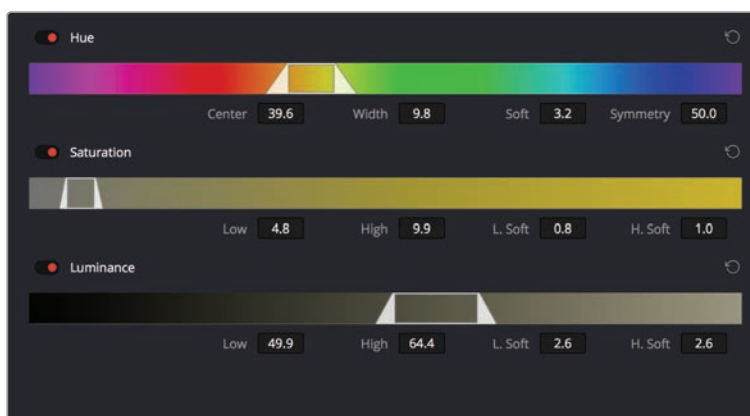 Hue
Center 39.6 Width 9.8 Soft 3.2 Symmetry 50.0
Saturation
Low 4.8 High 9.9 L. Soft 0.8 H. Soft 1.0
Luminance
Low 49.9 High 64.4 L. Soft 2.6 H. Soft 2.6